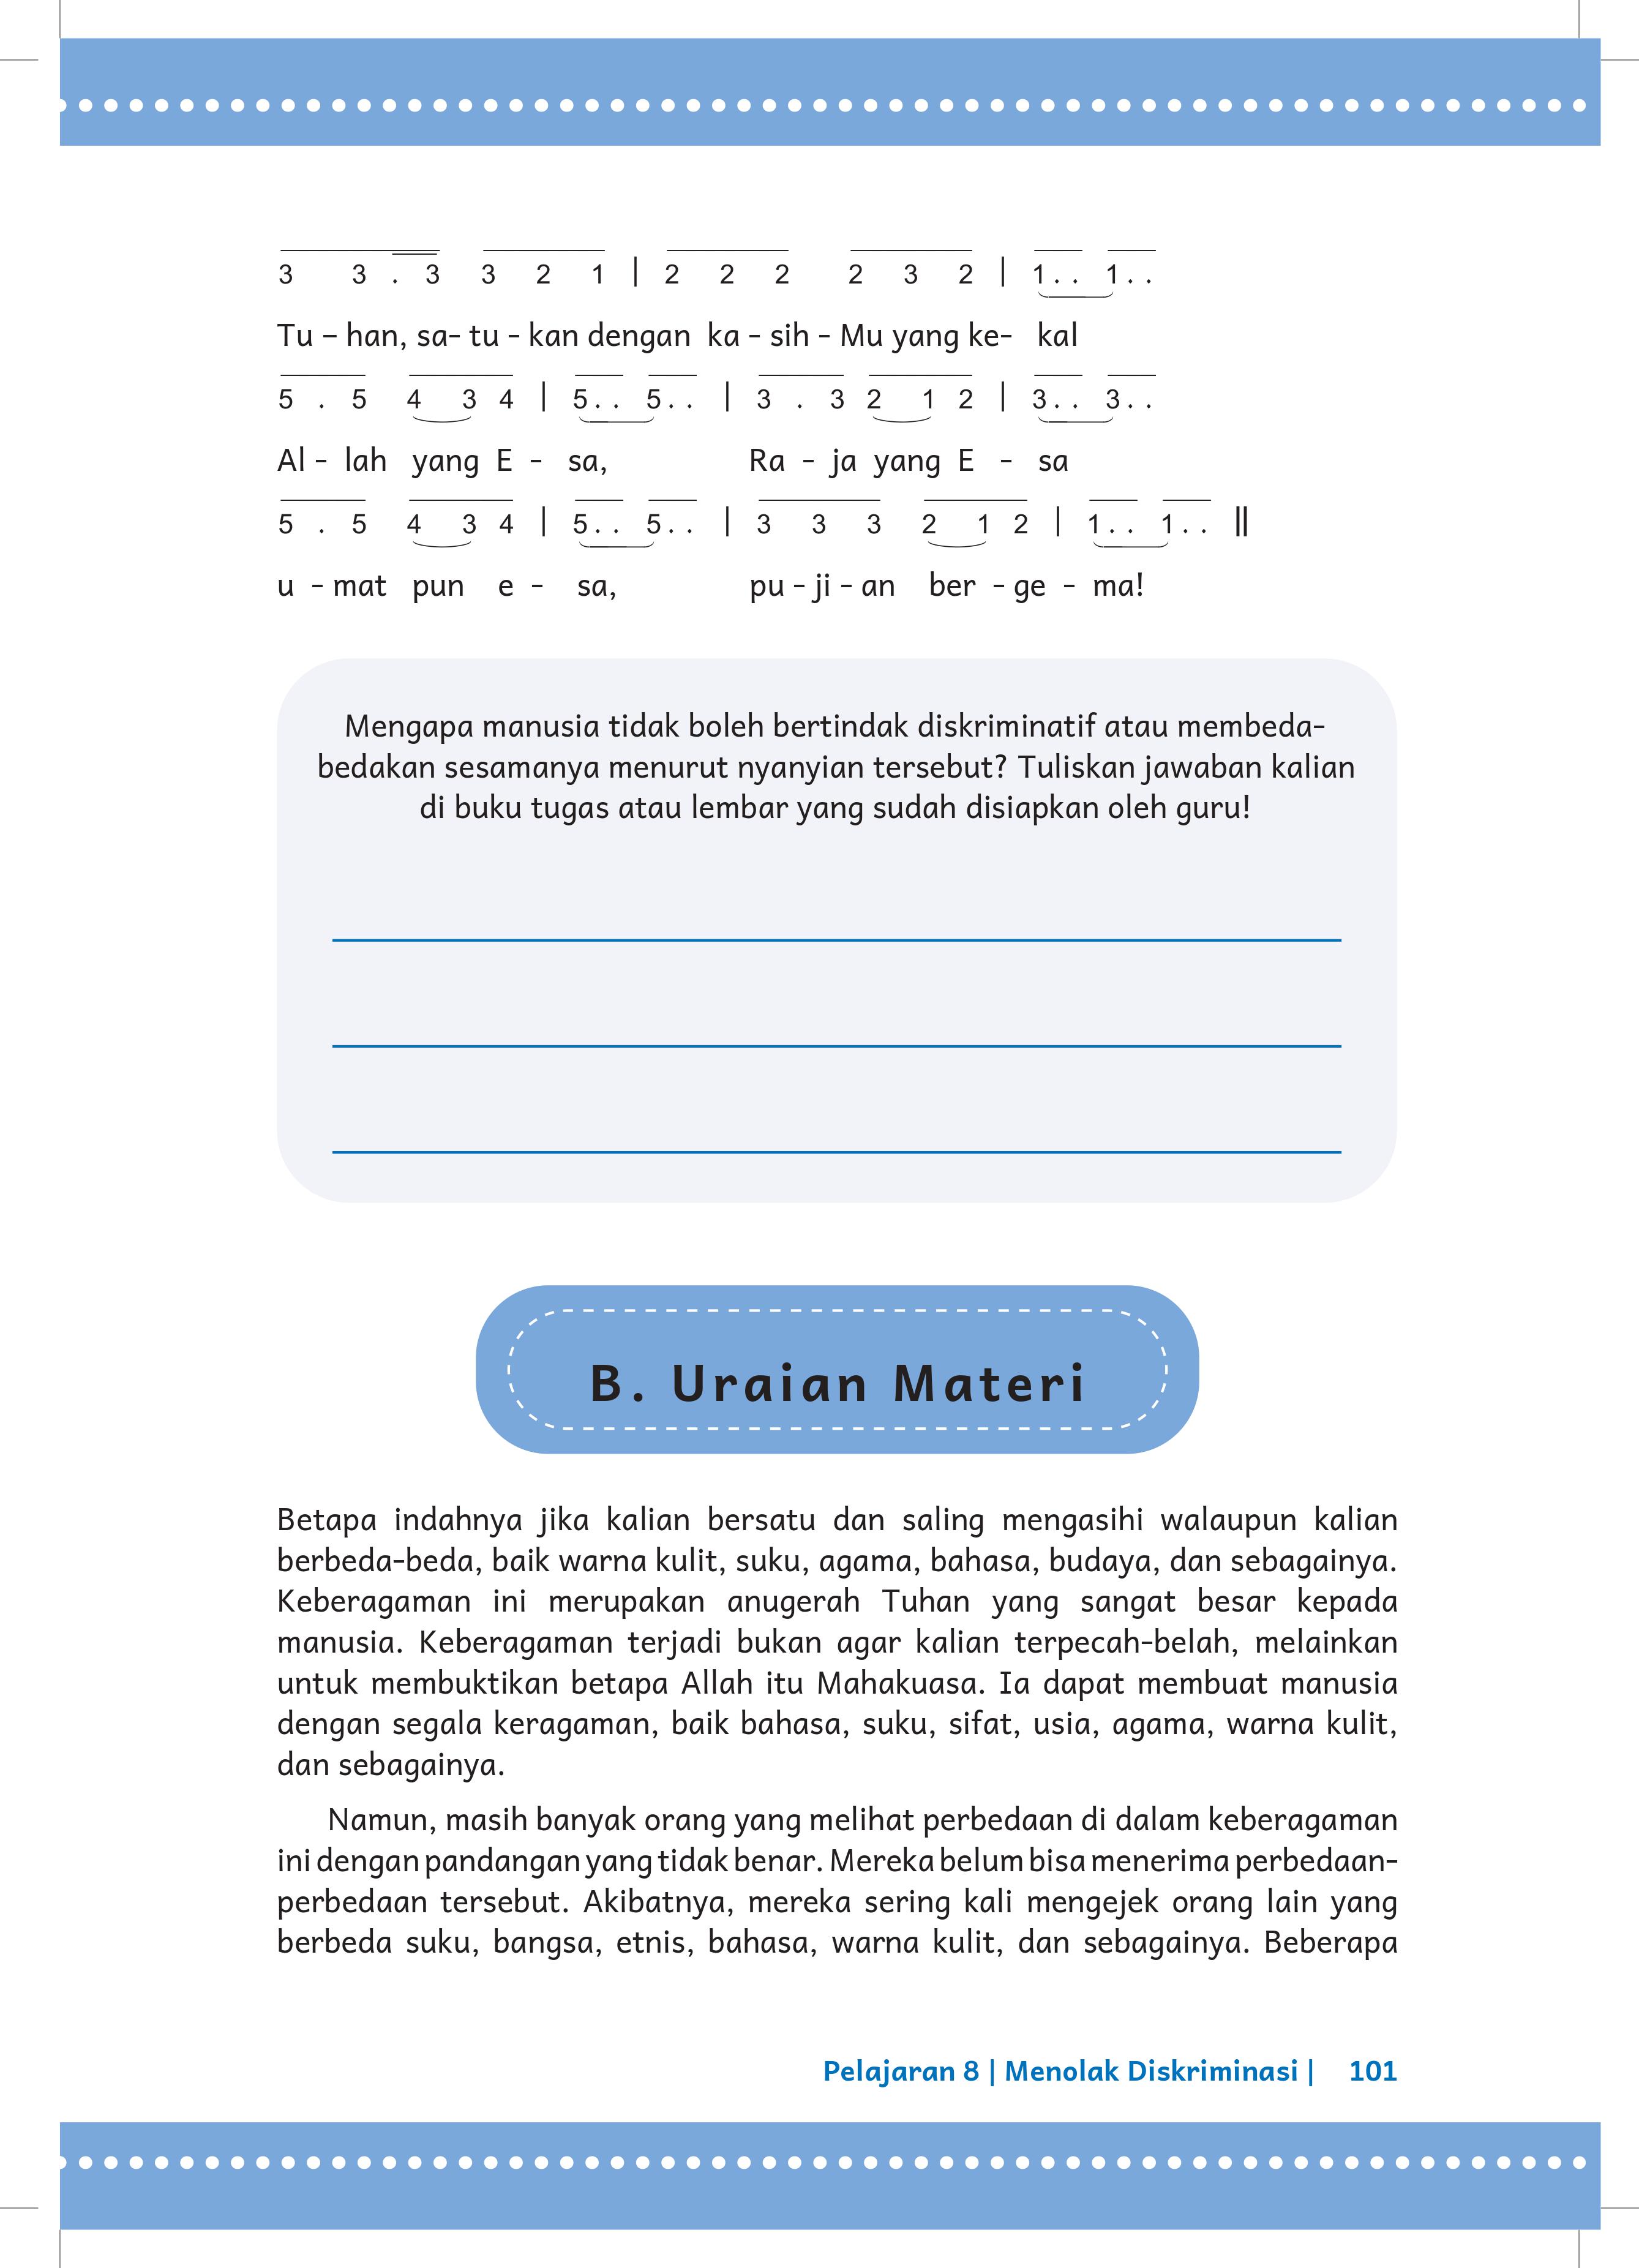 3 3 . 3 3 2 1 | 2 2 2 2 3 2 | 1 . . 1 . .
Tu – han, sa- tu - kan dengan ka - sih - Mu yang ke- kal
5 . 5 4 3 4 | 5 . . 5 . . | 3 . 3 2 1 2 | 3 . . 3 . .
Al - lah yang E - sa, Ra - ja yang E - sa
5 . 5 4 3 4 | 5 . . 5 . . | 3 3 3 2 1 2 | 1 . . 1 . . ||
u - mat pun e - sa, pu - ji - an ber - ge - ma!
Mengapa manusia tidak boleh bertindak diskriminatif atau membeda-
bedakan sesamanya menurut nyanyian tersebut? Tuliskan jawaban kalian
di buku tugas atau lembar yang sudah disiapkan oleh guru!
B. Uraian Materi
Betapa indahnya jika kalian bersatu dan saling mengasihi walaupun kalian
berbeda-beda, baik warna kulit, suku, agama, bahasa, budaya, dan sebagainya.
Keberagaman ini merupakan anugerah Tuhan yang sangat besar kepada
manusia. Keberagaman terjadi bukan agar kalian terpecah-belah, melainkan
untuk membuktikan betapa Allah itu Mahakuasa. Ia dapat membuat manusia
dengan segala keragaman, baik bahasa, suku, sifat, usia, agama, warna kulit,
dan sebagainya.
Namun, masih banyak orang yang melihat perbedaan di dalam keberagaman
ini dengan pandangan yang tidak benar. Mereka belum bisa menerima perbedaan-
perbedaan tersebut. Akibatnya, mereka sering kali mengejek orang lain yang
berbeda suku, bangsa, etnis, bahasa, warna kulit, dan sebagainya. Beberapa
Pelajaran 8 | Menolak Diskriminasi | 101